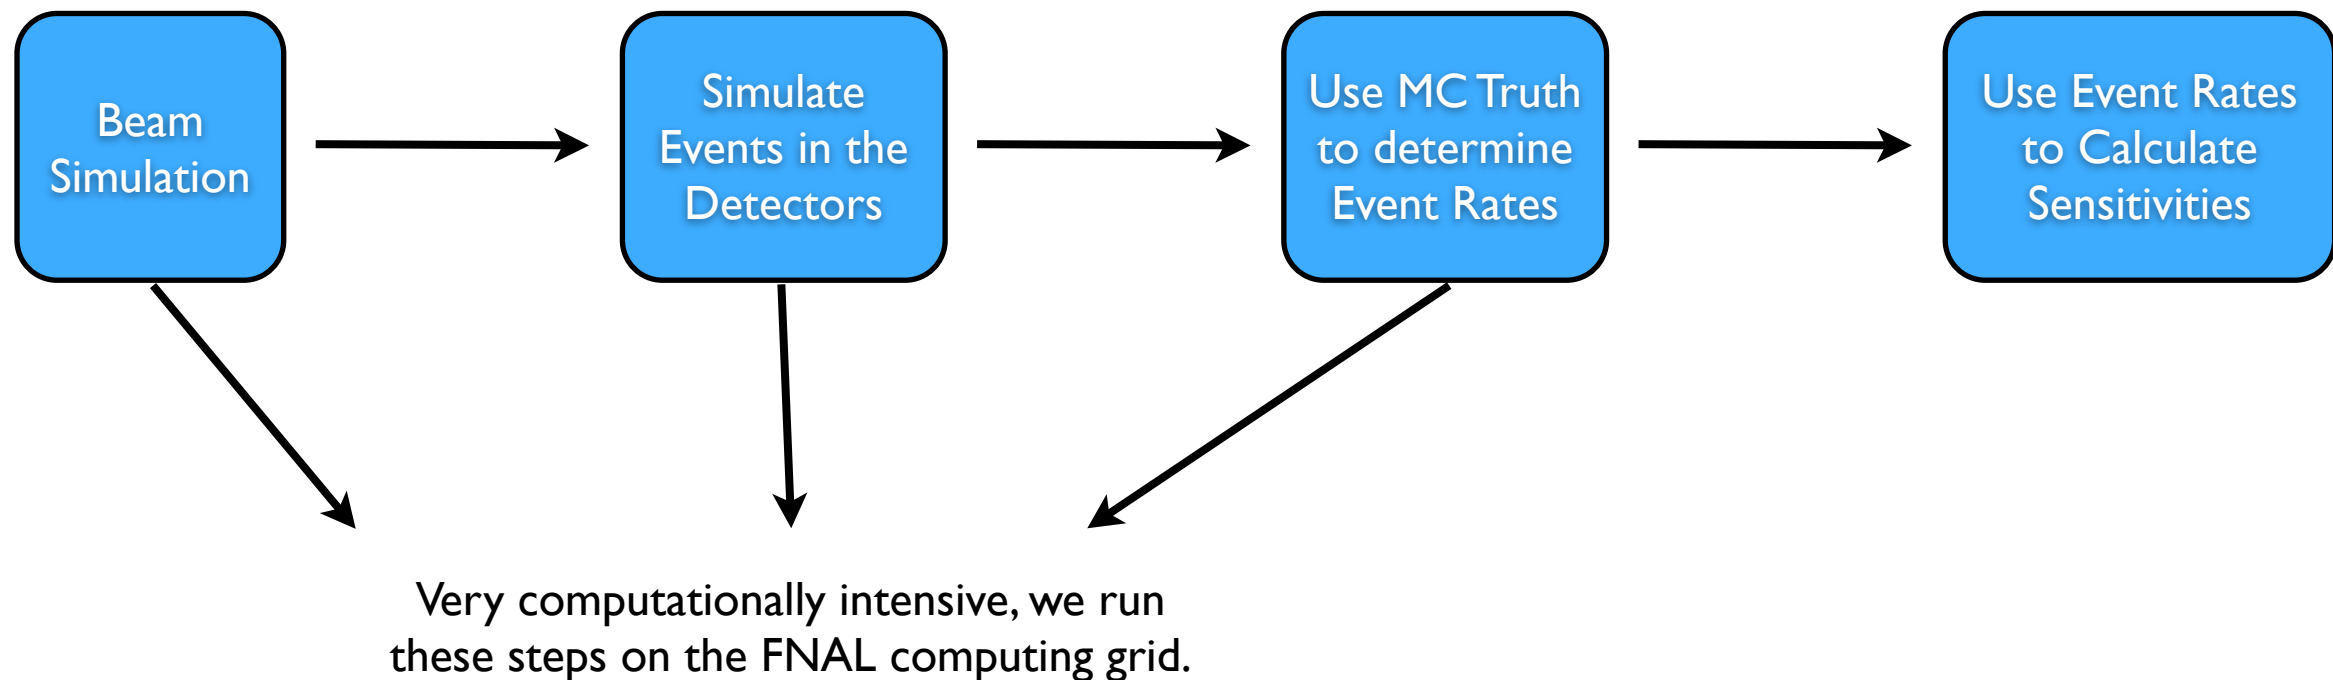 Beam
Simulation
Simulate
Events in the
Detectors
Use MC Truth
to determine
Event Rates
Use Event Rates
to Calculate
Sensitivities
Very computationally intensive, we run
these steps on the FNAL computing grid.